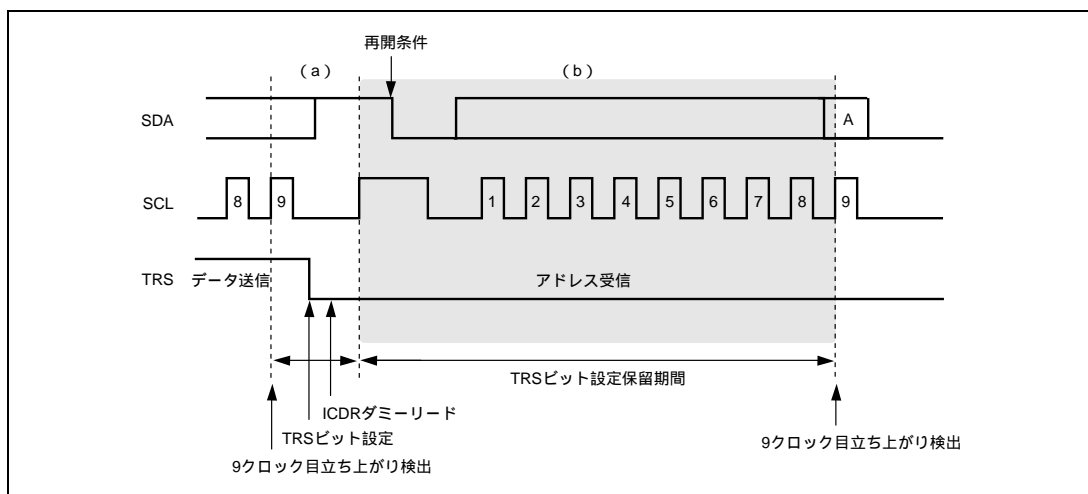 再開条件
(a)
(b)
SDA
A
SCL
8
9
1
2
3
4
5
6
7
8
9
TRS
データ送信
アドレス受信
TRSビット設定保留期間
ICDRダミーリード
TRSビット設定
9クロック目立ち上がり検出
9クロック目立ち上がり検出